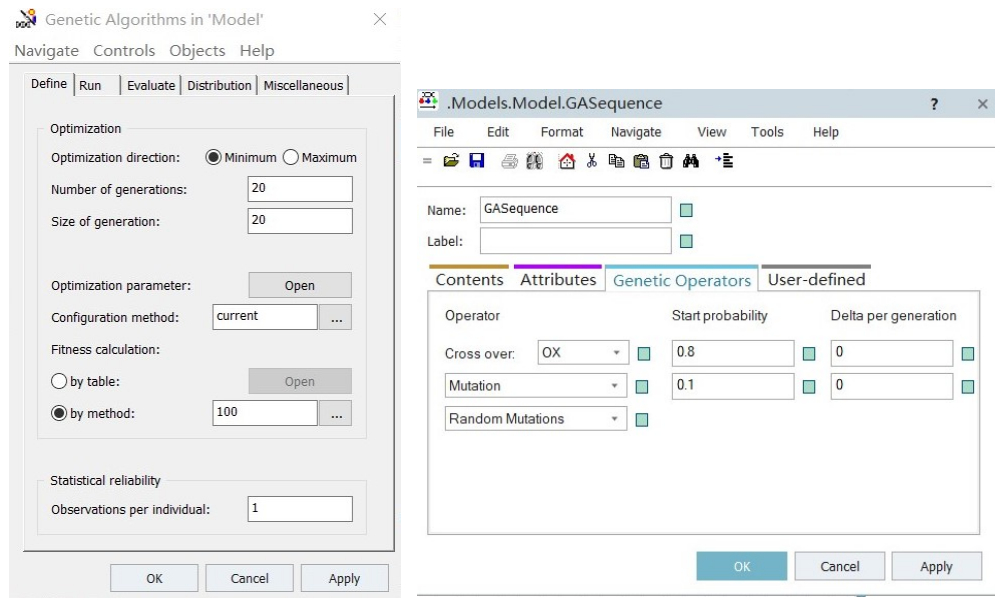 Genetic Algorithms in 'Model'
Navigate Controls Objects Help
Define Run Evaluate Distribution Miscellaneous
Optimization
Optimization direction: Minimum Maximum
Number of generations: 20
Size of generation: 20
Optimization parameter: Open
Configuration method: current ...
Fitness calculation:
by table: Open
by method: 100 ...
Statistical reliability
Observations per individual: 1
OK Cancel Apply
.Models.Model.GASequence ?
File Edit Format Navigate View Tools Help
Name: GASequence
Label:
Contents Attributes Genetic Operators User-defined
Operator Start probability Delta per generation
Cross over: OX 0.8 0
Mutation 0.1 0
Random Mutations
OK Cancel Apply